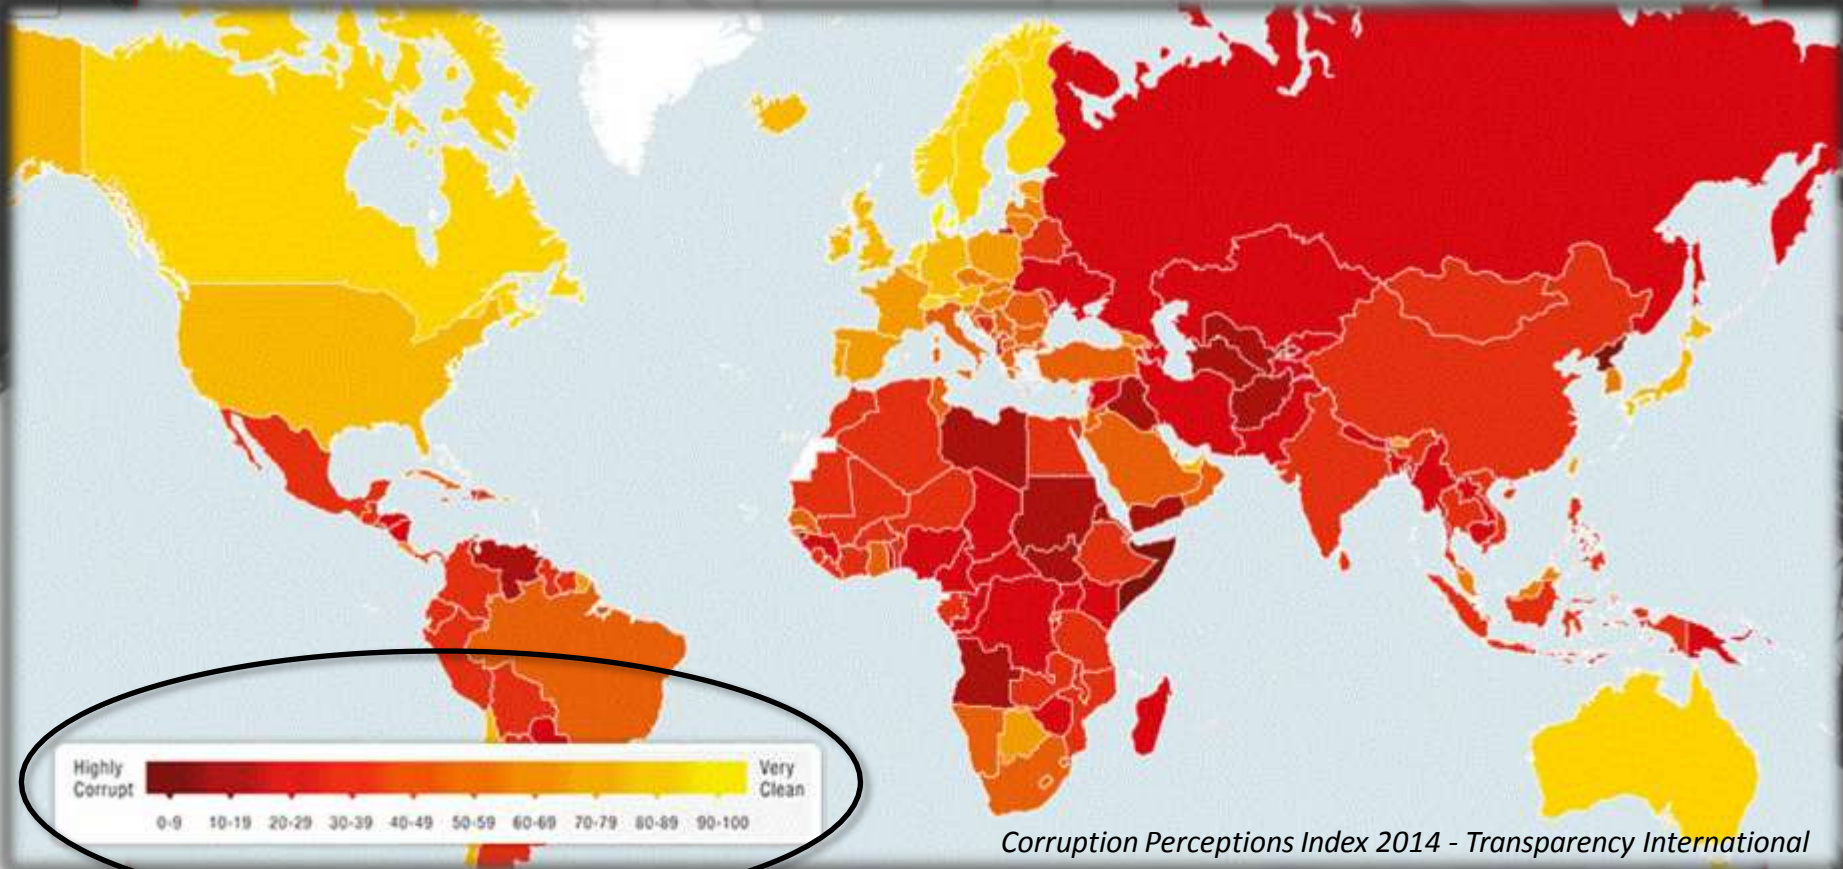 Highly
Corrupt
Very
Clean
0-9 10-19 20-29 30-39 40-49 50-59 60-69 70-79 80-89 90-100
Corruption Perceptions Index 2014 - Transparency International